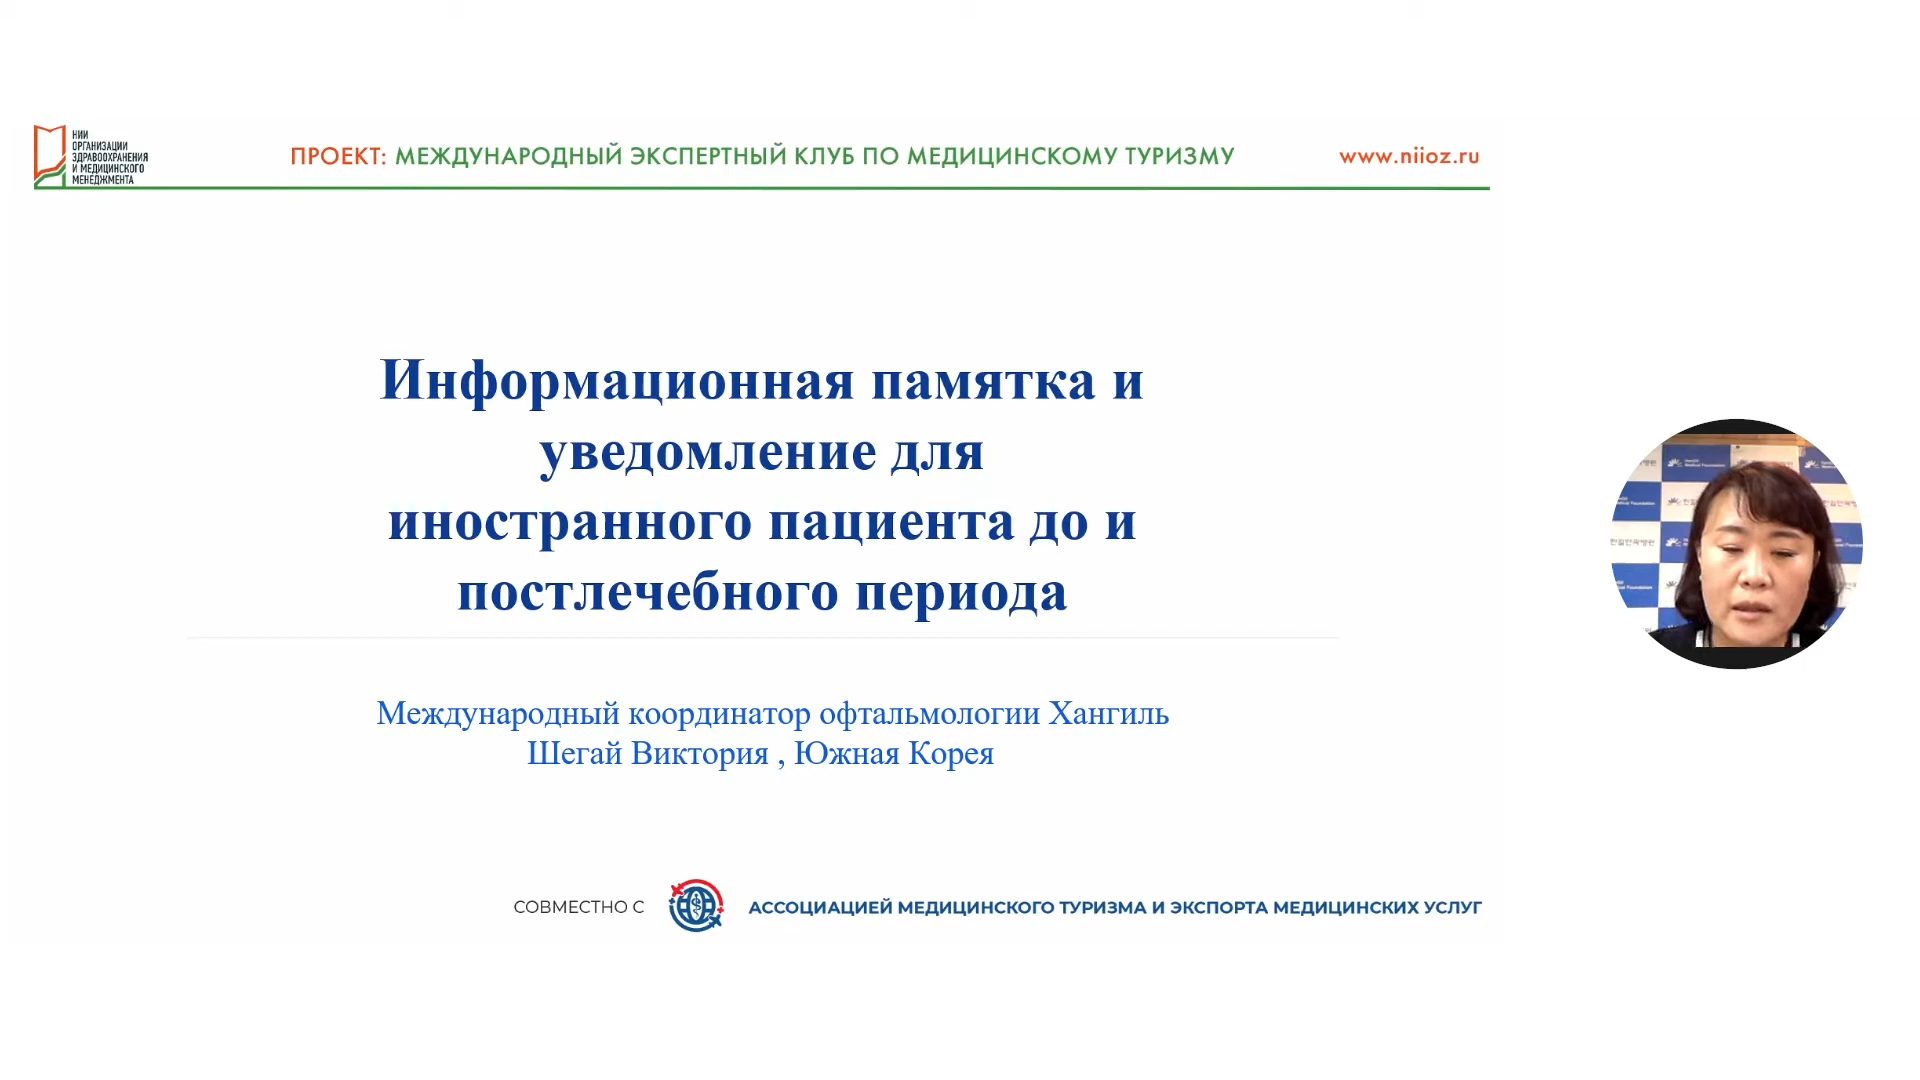 НИИ
ОРГАНИЗАЦИИ
ЗДРАВООХРАНЕНИЯ
И МЕДИЦИНСКОГО
МЕНЕДЖМЕНТА
ПРОЕКТ: МЕЖДУНАРОДНЫЙ ЭКСПЕРТНЫЙ КЛУБ ПО МЕДИЦИНСКОМУ ТУРИЗМУ
www.niioz.ru
Информационная памятка и
уведомление для
иностранного пациента до и
постлечебного периода
Международный координатор офтальмологии Хангиль
Шегай Виктория , Южная Корея
СОВМЕСТНО С
АССОЦИАЦИЕЙ МЕДИЦИНСКОГО ТУРИЗМА И ЭКСПОРТА МЕДИЦИНСКИХ УСЛУГ